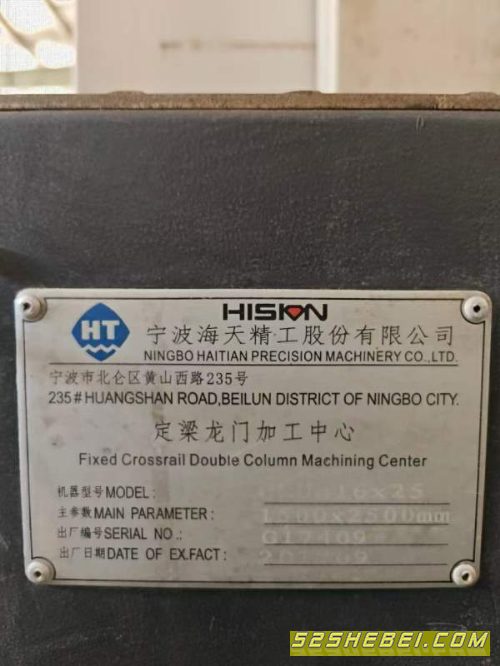 HT
HISION
宁波海天精工股份有限公司
NINGBO HAITIAN PRECISION MACHINERY CO.,LTD.
宁波市北仑区黄山西路235号
235#HUANGSHAN ROAD,BEILUN DISTRICT OF NINGBO CITY.
定梁龙门加工中心
Fixed Crossrail Double Column Machining Center
机器型号MODEL: 16x25
主参数MAIN PARAMETER:
出厂编号SERIAL NO.:
出厂日期DATE OF EX.FACT:
52SHEBEI.COM